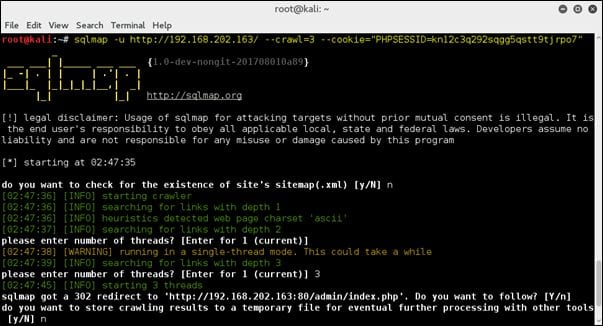 root@kali: ~
File Edit View Search Terminal Help
root@kali:~# sqlmap -u http://192.168.202.163/ --crawl=3 --cookie="PHPSESSID=kn12c3q292sqgg5qstt9tjrpo7"
{1.0-dev-nongit-201708010a89}
http://sqlmap.org
[!] legal disclaimer: Usage of sqlmap for attacking targets without prior mutual consent is illegal. It is
the end user's responsibility to obey all applicable local, state and federal laws. Developers assume no
liability and are not responsible for any misuse or damage caused by this program
[*] starting at 02:47:35
do you want to check for the existence of site's sitemap(.xml) [y/N] n
[02:47:36] [INFO] starting crawler
[02:47:36] [INFO] searching for links with depth 1
[02:47:36] [INFO] heuristics detected web page charset 'ascii'
[02:47:37] [INFO] searching for links with depth 2
please enter number of threads? [Enter for 1 (current)]
[02:47:38] [WARNING] running in a single-thread mode. This could take a while
[02:47:39] [INFO] searching for links with depth 3
please enter number of threads? [Enter for 1 (current)] 3
[02:47:45] [INFO] starting 3 threads
sqlmap got a 302 redirect to 'http://192.168.202.163:80/admin/index.php'. Do you want to follow? [Y/n]
do you want to store crawling results to a temporary file for eventual further processing with other tools
[y/N] n